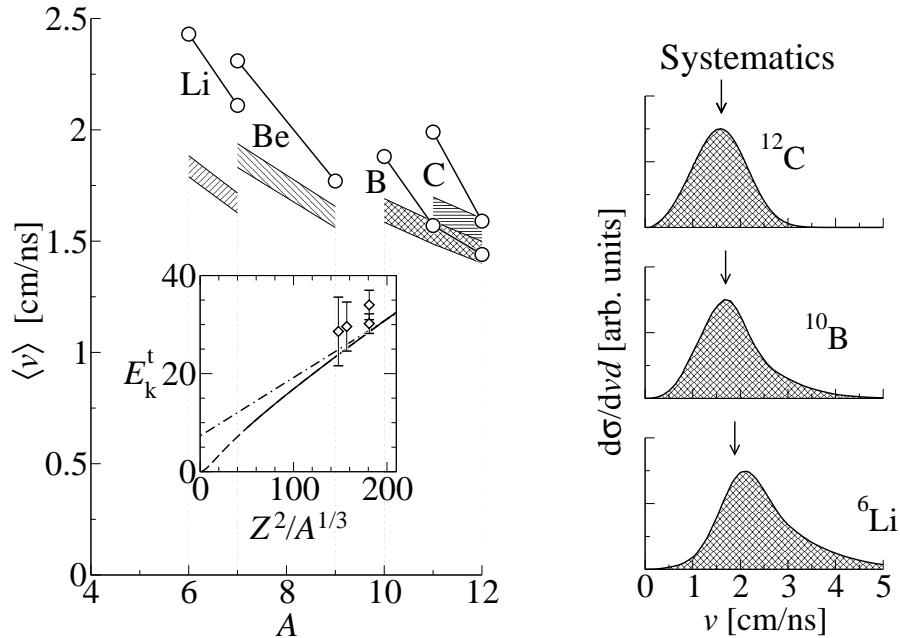 2.5
2
1.5
1
0.5
0
⟨v⟩ [cm/ns]
Li
Be
B
C
4
6
8
10
12
A
40
20
0
E_k^t
0
100
200
Z^2/A^{1/3}
Systematics
^{12}C
^{10}B
^6Li
dσ/dvd [arb. units]
0
1
2
3
4
5
v [cm/ns]